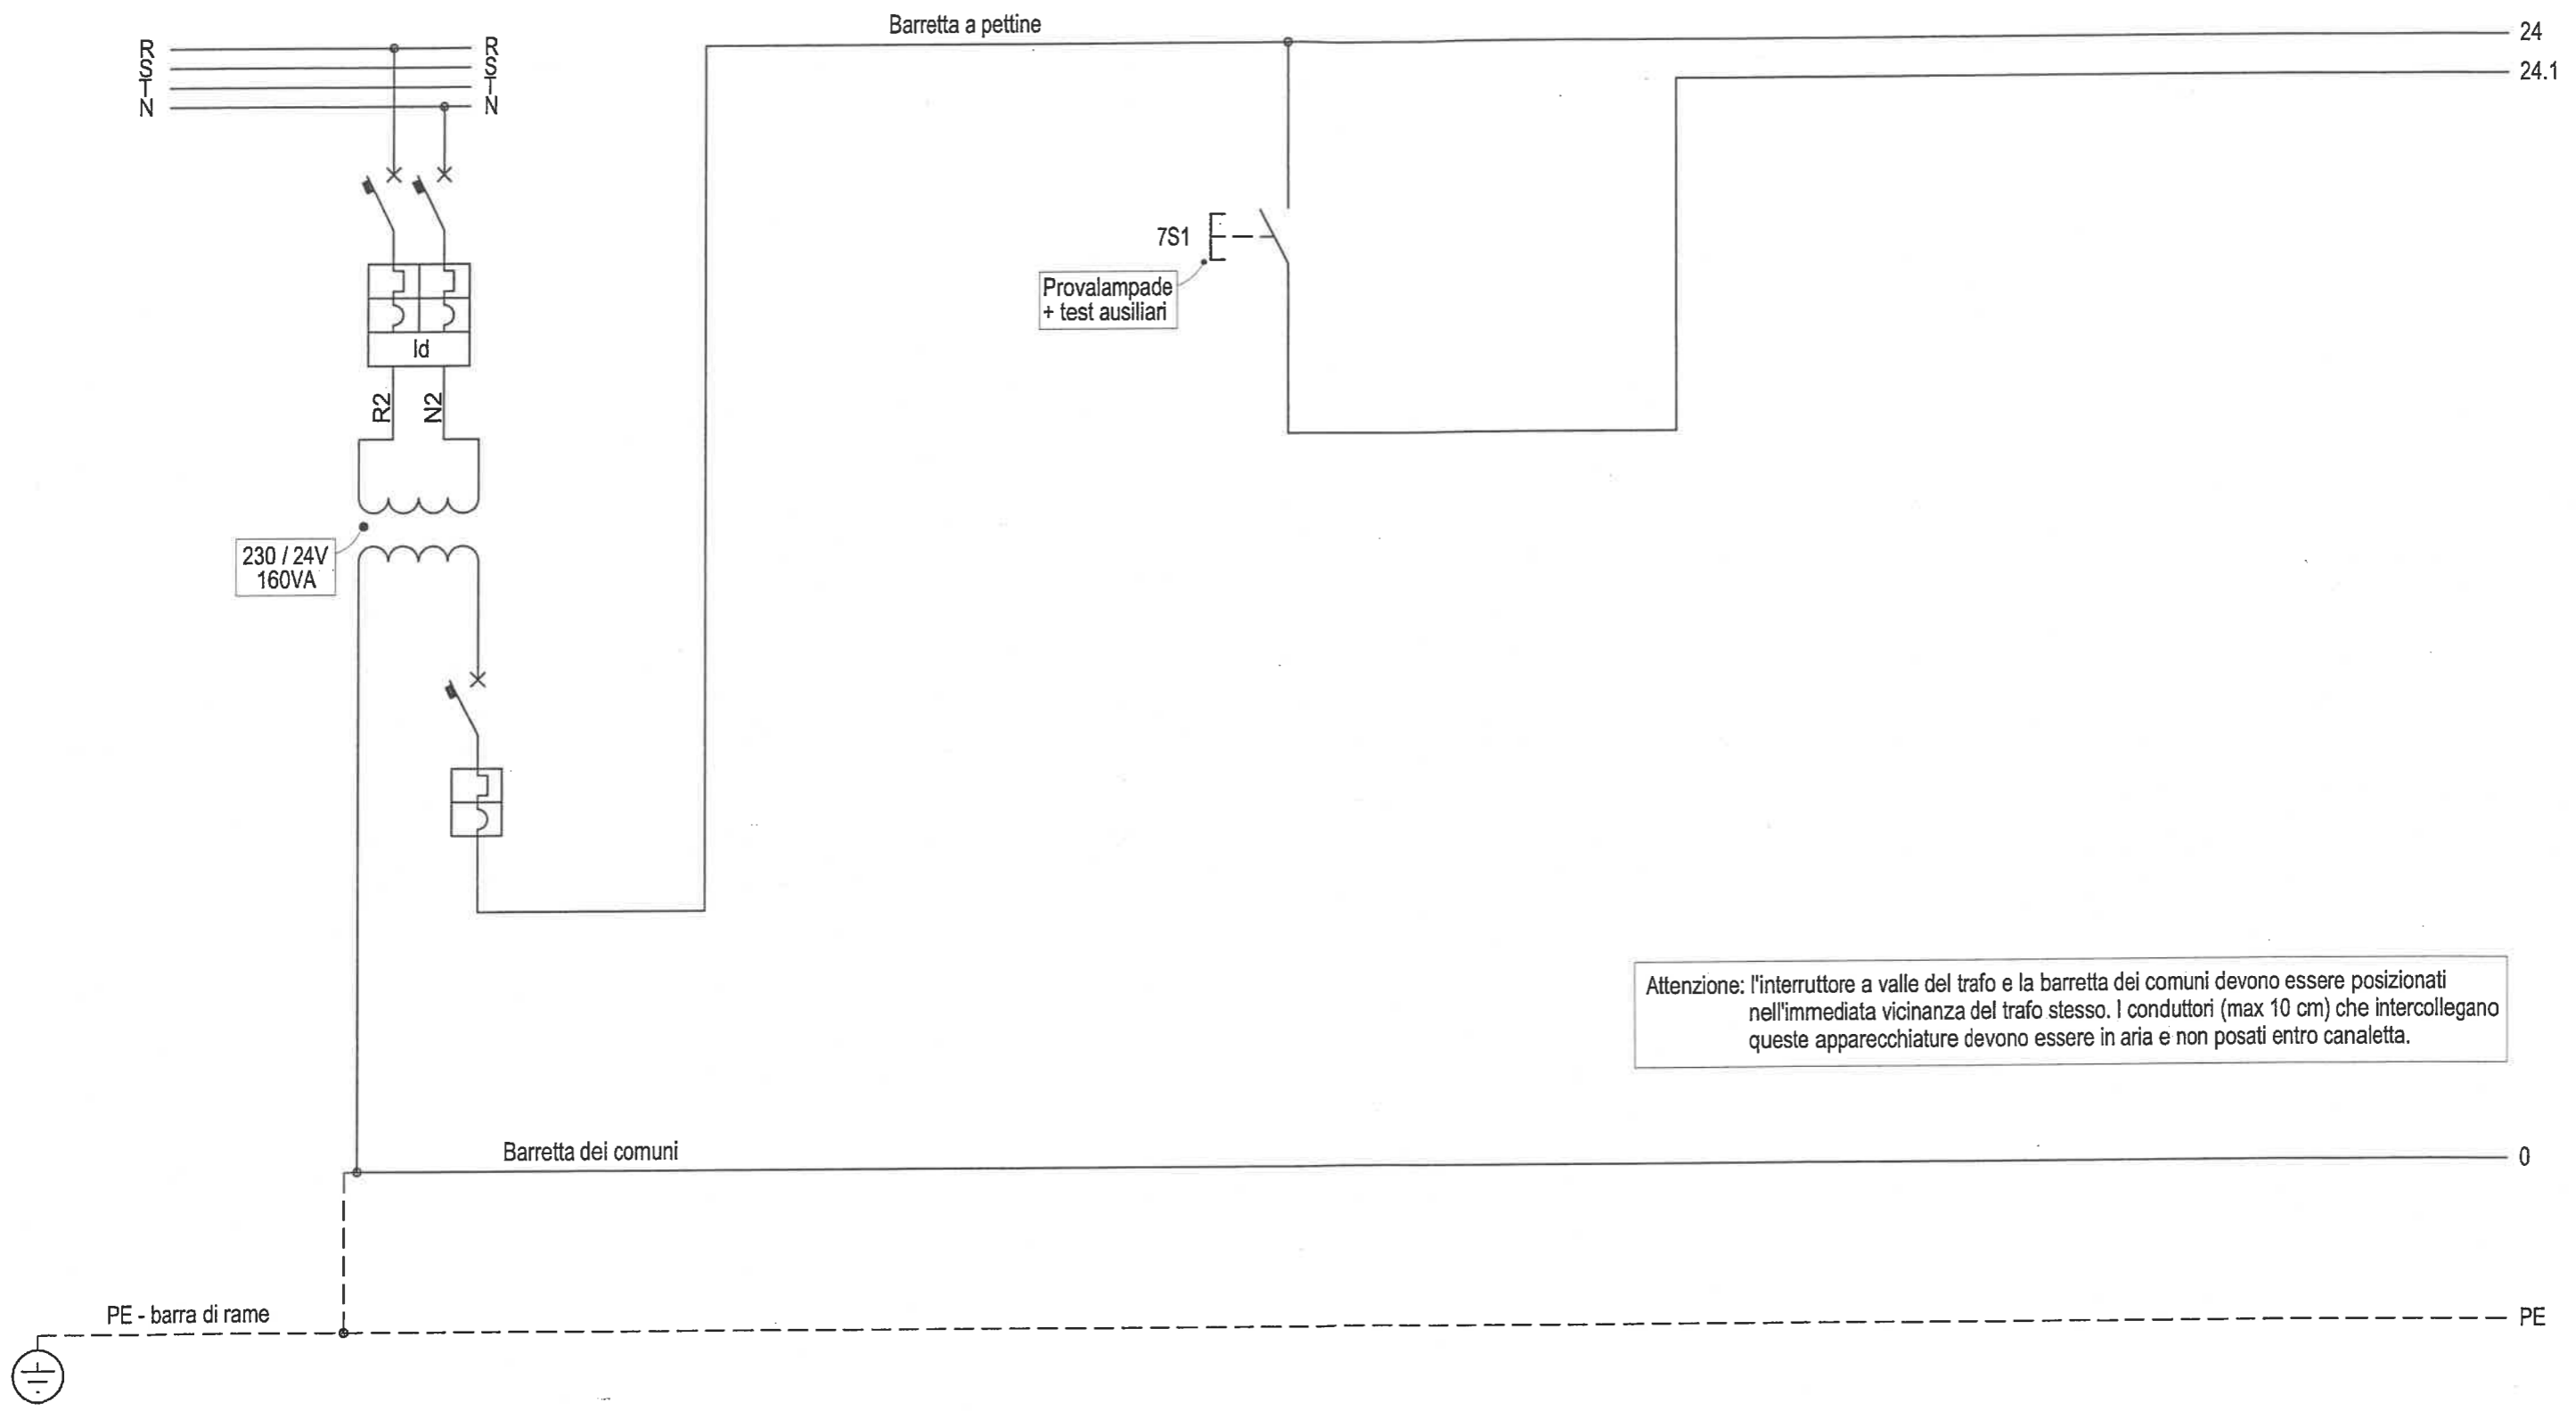 Barretta a pettine
24
24.1
R
S
T
N
R
S
T
N
7S1
Provalampade
+ test ausiliari
Id
R2
N2
230 / 24V
160VA
Attenzione: l'interruttore a valle del trafo e la barretta dei comuni devono essere posizionati
nell'immediata vicinanza del trafo stesso. I conduttori (max 10 cm) che intercollegano
queste apparecchiature devono essere in aria e non posati entro canaletta.
Barretta dei comuni
0
PE - barra di rame
PE